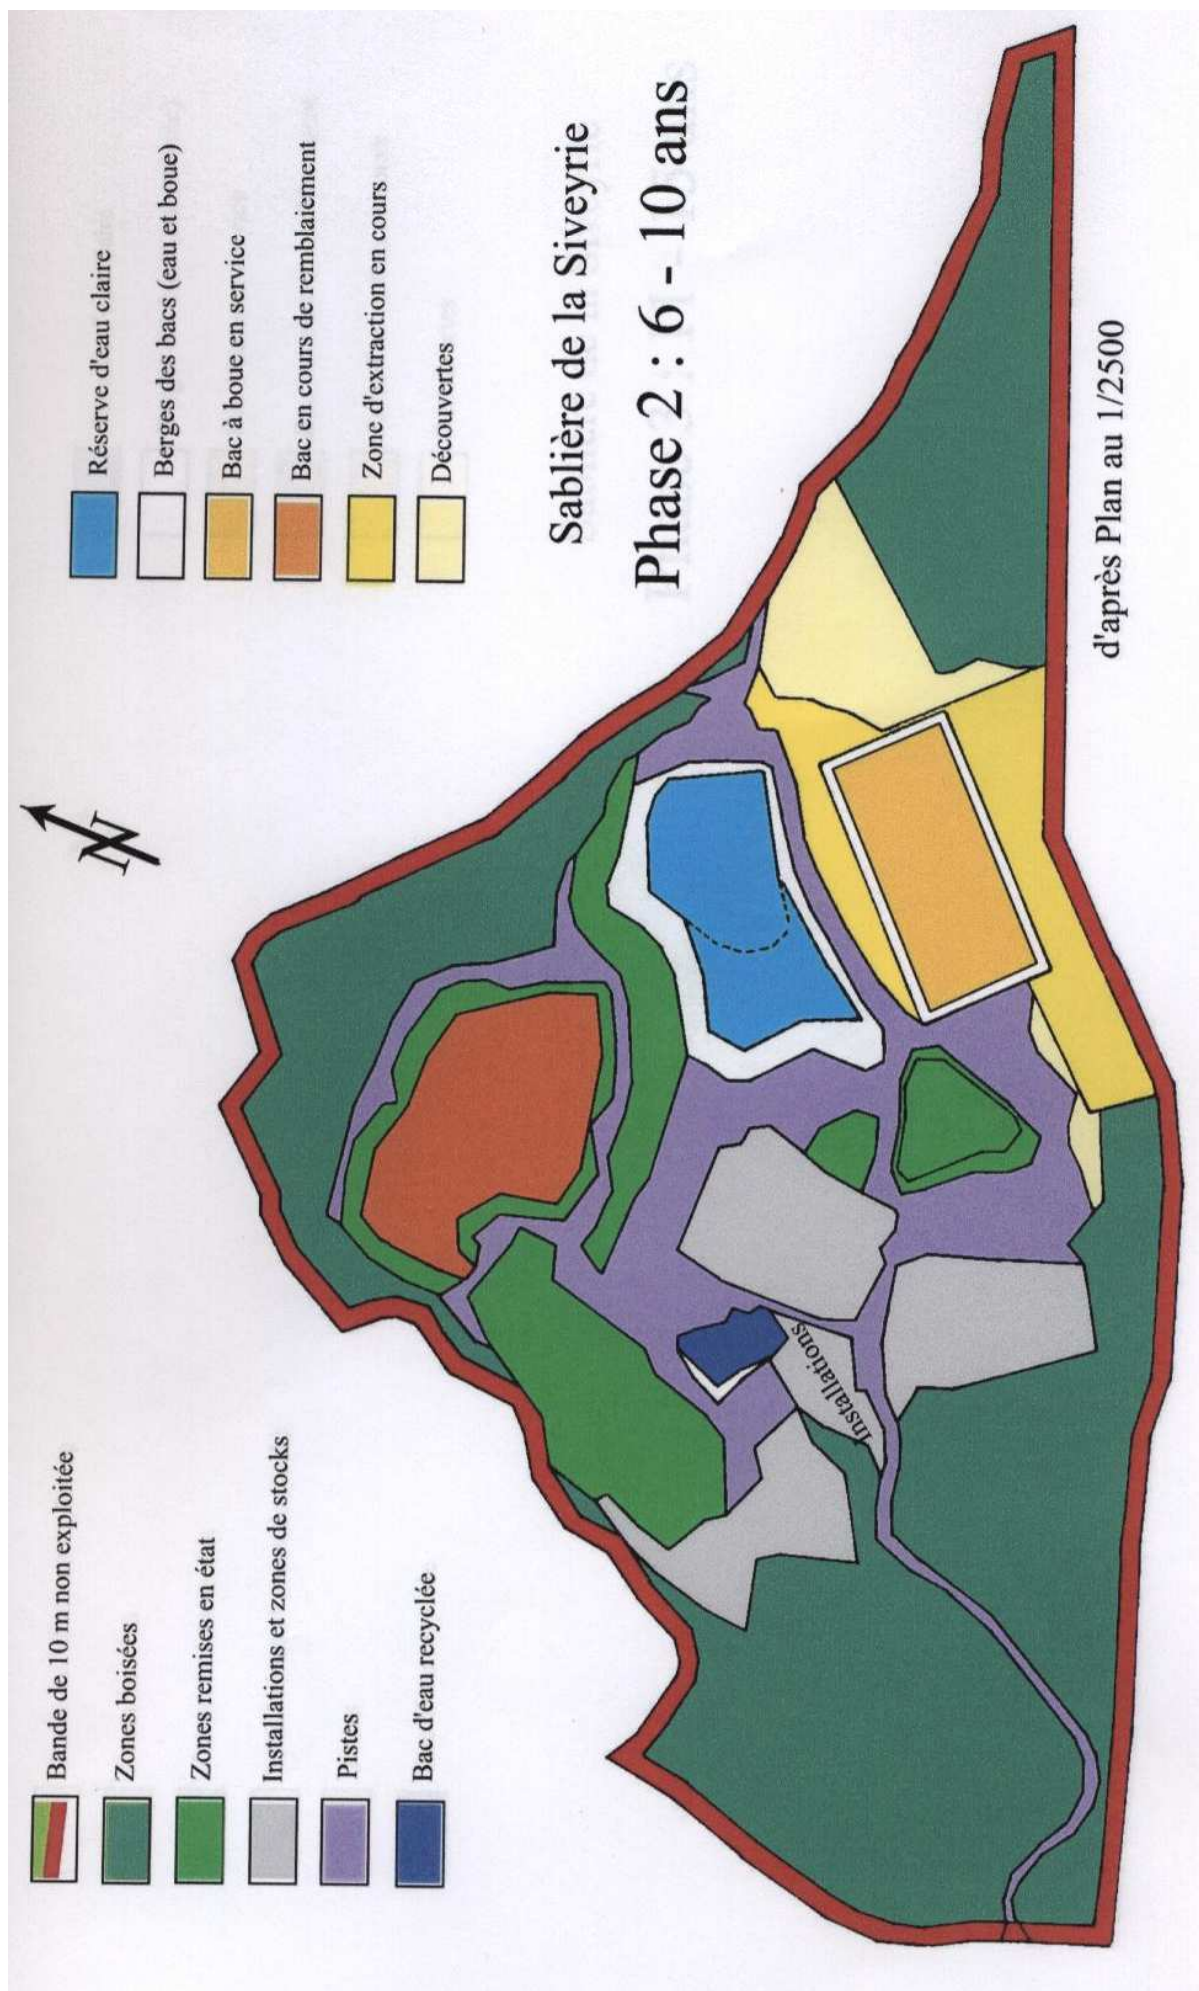 Bande de 10 m non exploitée
Zones boisées
Zones remises en état
Installations et zones de stocks
Pistes
Bac d'eau recyclée
N
Réserve d'eau claire
Berges des bacs (eau et boue)
Bac à boue en service
Bac en cours de remblaiement
Zone d'extraction en cours
Découvertes
Sablière de la Siveyrie
Phase 2 : 6 - 10 ans
Installations
d'après Plan au 1/2500